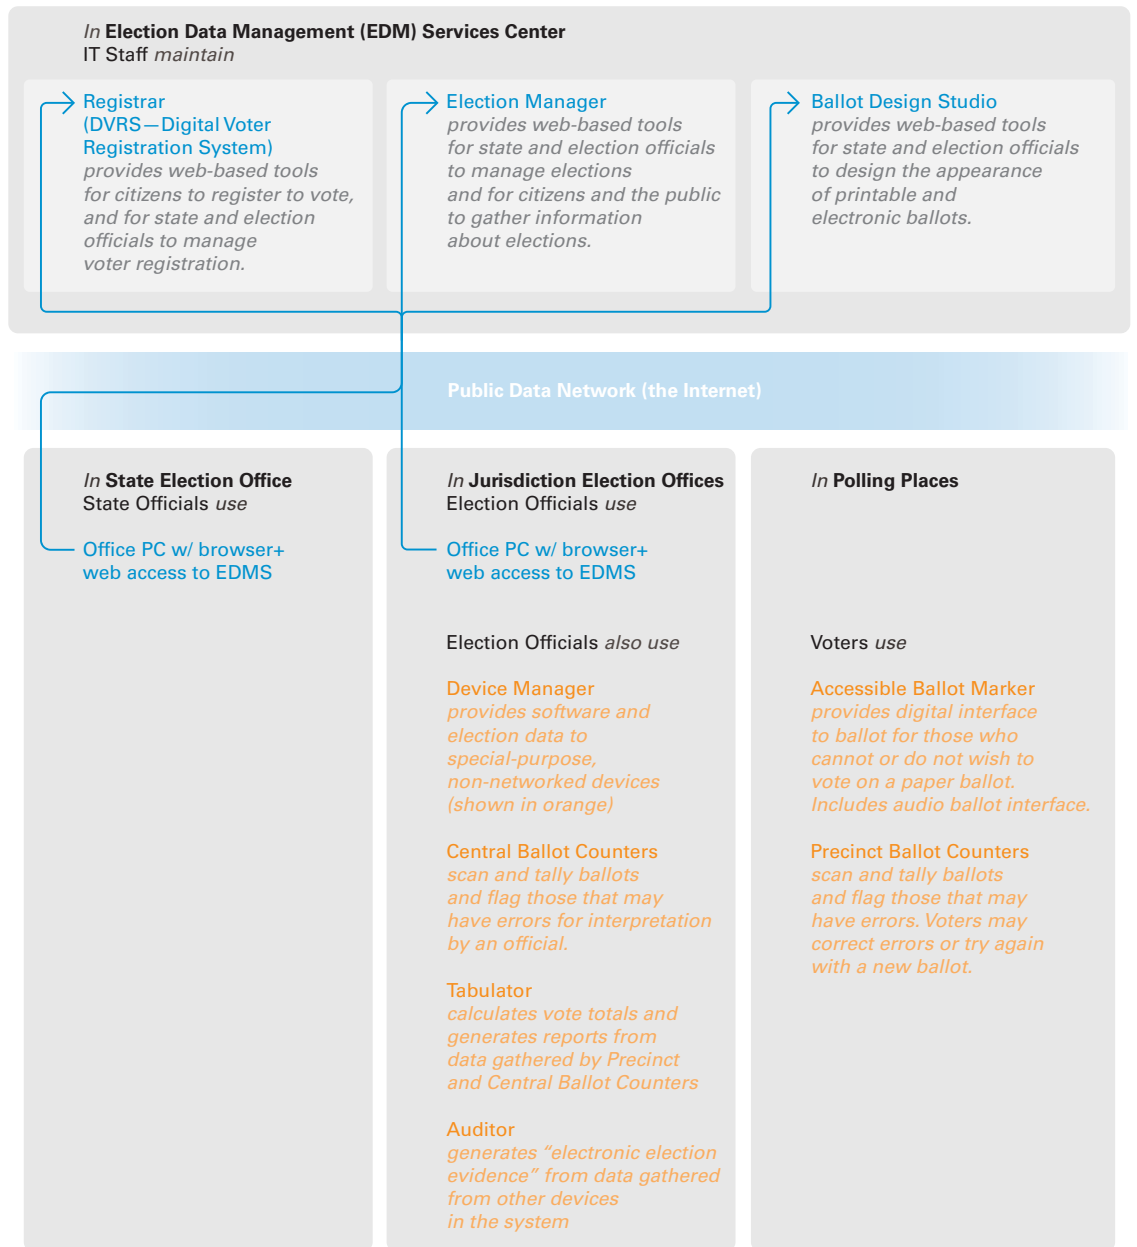 In Election Data Management (EDM) Services Center
IT Staff maintain
Registrar
(DVRS—Digital Voter
Registration System)
provides web-based tools
for citizens to register to vote,
and for state and election
officials to manage
voter registration.
Election Manager
provides web-based tools
for state and election officials
to manage elections
and for citizens and the public
to gather information
about elections.
Ballot Design Studio
provides web-based tools
for state and election officials
to design the appearance
of printable and
electronic ballots.
Public Data Network (the Internet)
In State Election Office
State Officials use
Office PC w/ browser+
web access to EDMS
In Jurisdiction Election Offices
Election Officials use
Office PC w/ browser+
web access to EDMS
Election Officials also use
Device Manager
provides software and
election data to
special-purpose,
non-networked devices
(shown in orange)
Central Ballot Counters
scan and tally ballots
and flag those that may
have errors for interpretation
by an official.
Tabulator
calculates vote totals and
generates reports from
data gathered by Precinct
and Central Ballot Counters
Auditor
generates “electronic election
evidence” from data gathered
from other devices
in the system
In Polling Places
Voters use
Accessible Ballot Marker
provides digital interface
to ballot for those who
cannot or do not wish to
vote on a paper ballot.
Includes audio ballot interface.
Precinct Ballot Counters
scan and tally ballots
and flag those that may
have errors. Voters may
correct errors or try again
with a new ballot.